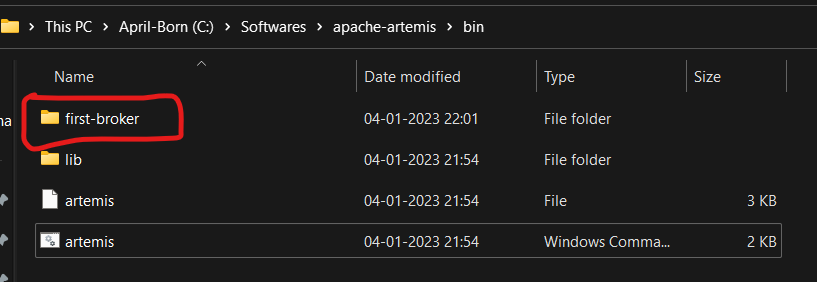 This PC > April-Born (C:) > Softwares > apache-artemis > bin
Name Date modified Type Size
first-broker 04-01-2023 22:01 File folder
na
lib 04-01-2023 21:54 File folder
artemis 04-01-2023 21:54 File 3 KB
artemis 04-01-2023 21:54 Windows Comma... 2 KB